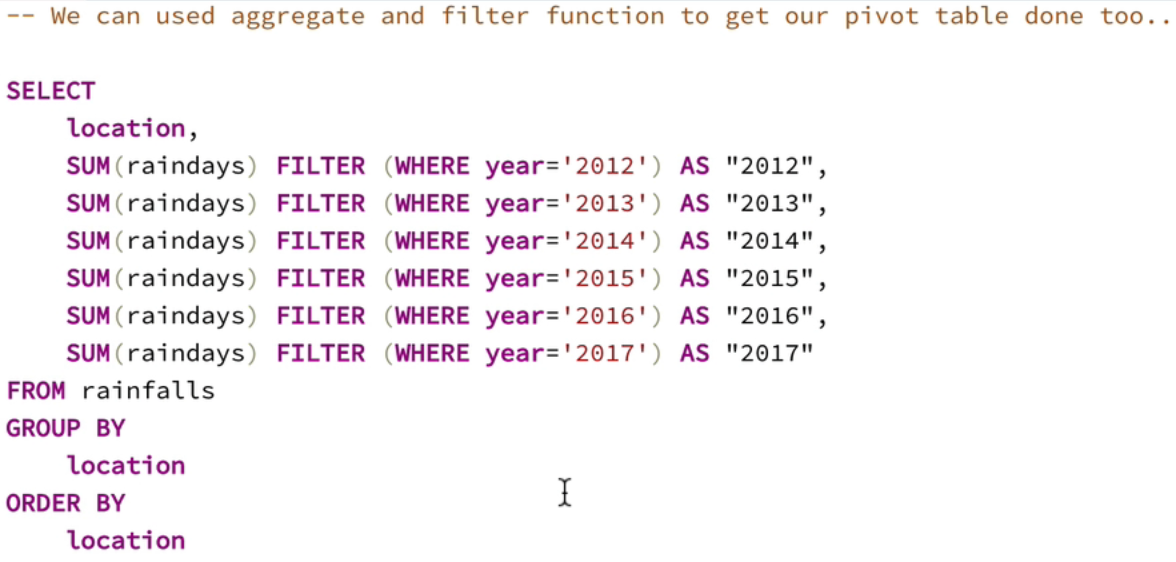 -- We can used aggregate and filter function to get our pivot table done too..
SELECT
location,
SUM(raindays) FILTER (WHERE year='2012') AS "2012",
SUM(raindays) FILTER (WHERE year='2013') AS "2013",
SUM(raindays) FILTER (WHERE year='2014') AS "2014",
SUM(raindays) FILTER (WHERE year='2015') AS "2015",
SUM(raindays) FILTER (WHERE year='2016') AS "2016",
SUM(raindays) FILTER (WHERE year='2017') AS "2017"
FROM rainfalls
GROUP BY
location
ORDER BY
location